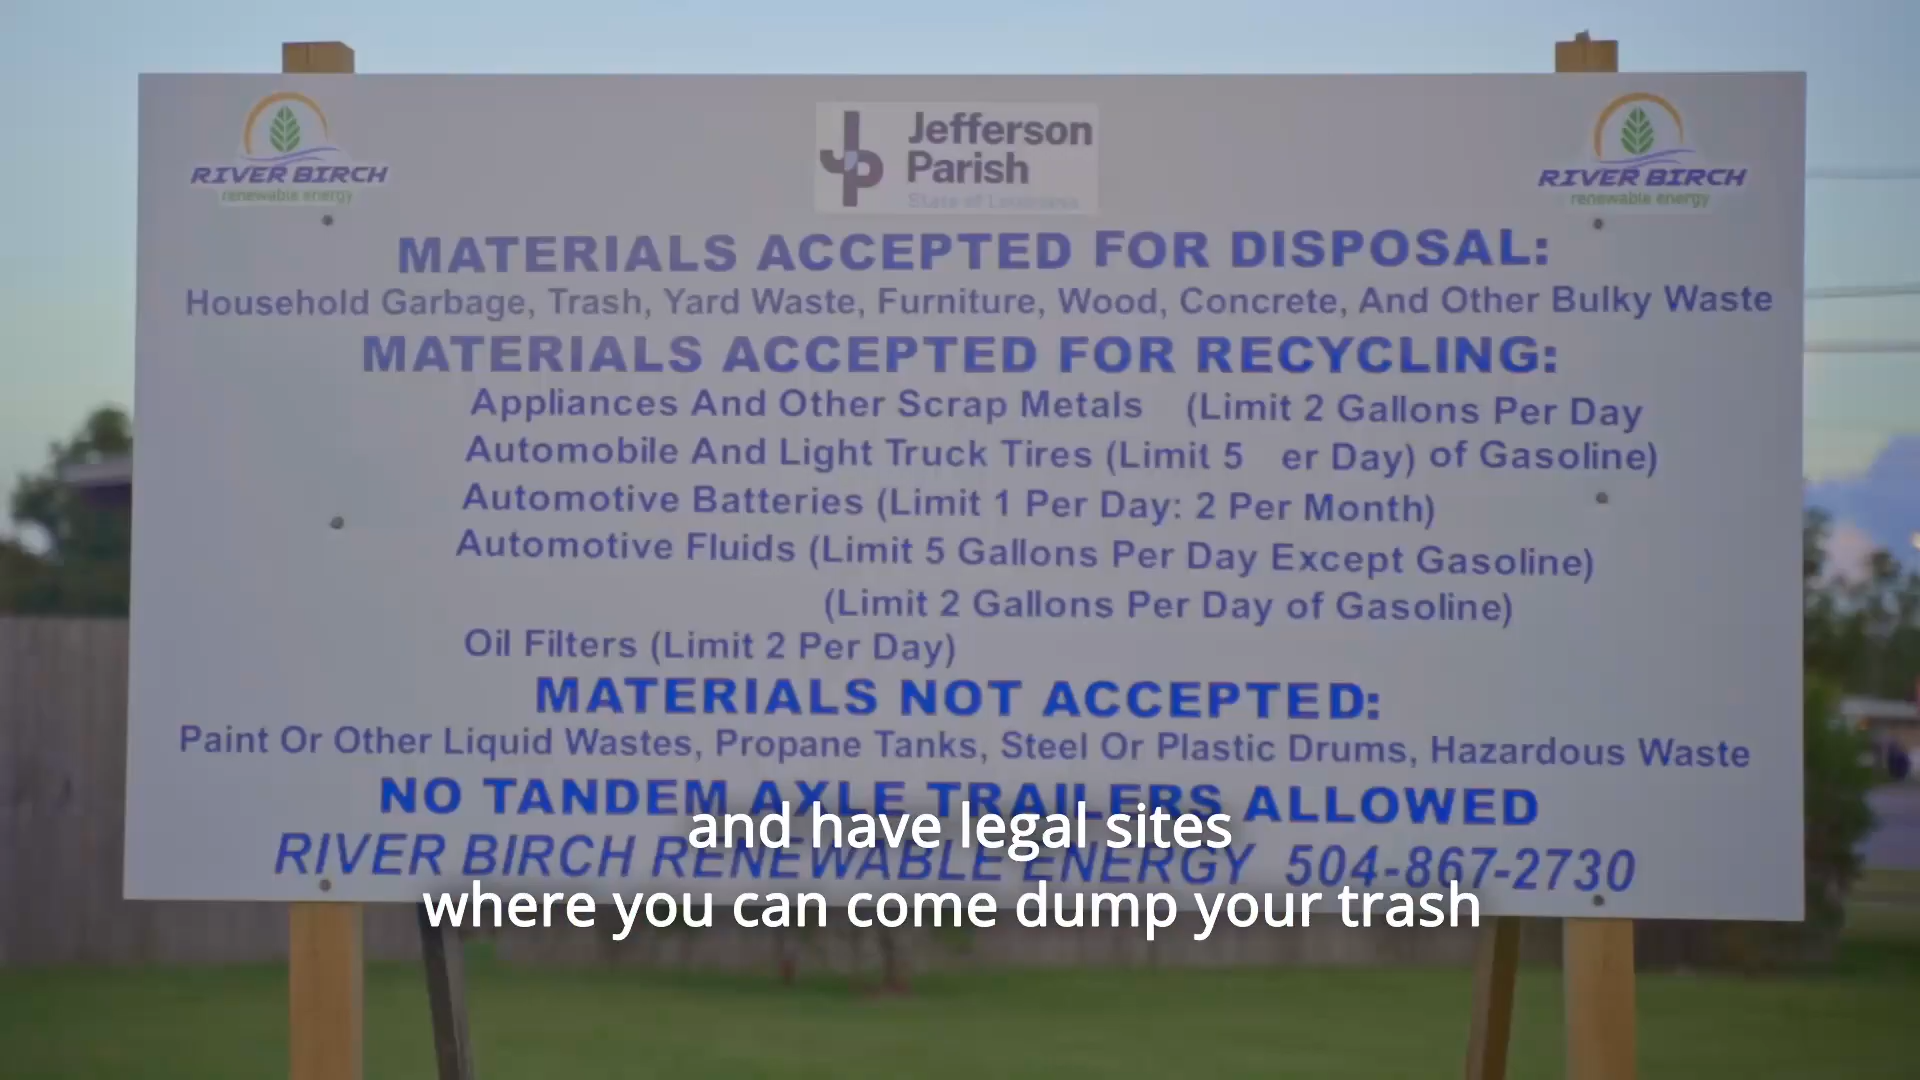 RIVER BIRCH
renewable energy
Jefferson
Parish
State of Louisiana
RIVER BIRCH
renewable energy
MATERIALS ACCEPTED FOR DISPOSAL:
Household Garbage, Trash, Yard Waste, Furniture, Wood, Concrete, And Other Bulky Waste
MATERIALS ACCEPTED FOR RECYCLING:
Appliances And Other Scrap Metals (Limit 2 Gallons Per Day
Automobile And Light Truck Tires (Limit 5 er Day) of Gasoline)
Automotive Batteries (Limit 1 Per Day: 2 Per Month)
Automotive Fluids (Limit 5 Gallons Per Day Except Gasoline)
(Limit 2 Gallons Per Day of Gasoline)
Oil Filters (Limit 2 Per Day)
MATERIALS NOT ACCEPTED:
Paint Or Other Liquid Wastes, Propane Tanks, Steel Or Plastic Drums, Hazardous Waste
NO TANDEM AXLE TRAILERS ALLOWED
RIVER BIRCH RENEWABLE ENERGY 504-867-2730
and have legal sites
where you can come dump your trash